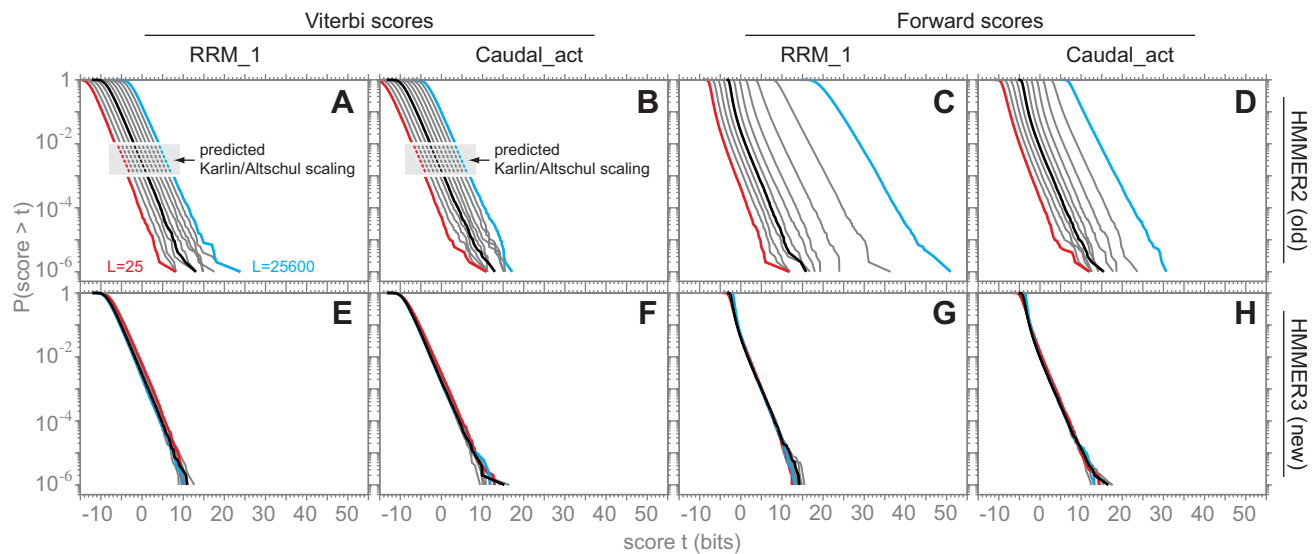 Viterbi scores Forward scores
RRM_1 Caudal_act RRM_1 Caudal_act
1 A B C D
10-2
predicted
Karlin/Altschul scaling
predicted
Karlin/Altschul scaling
10-4
L=25 L=25600
10-6
HMMER2 (old)
P(score > t)
1 E F G H
10-2
10-4
10-6
HMMER3 (new)
-10 0 10 20 30 40 50 -10 0 10 20 30 40 50 -10 0 10 20 30 40 50 -10 0 10 20 30 40 50
score t (bits)